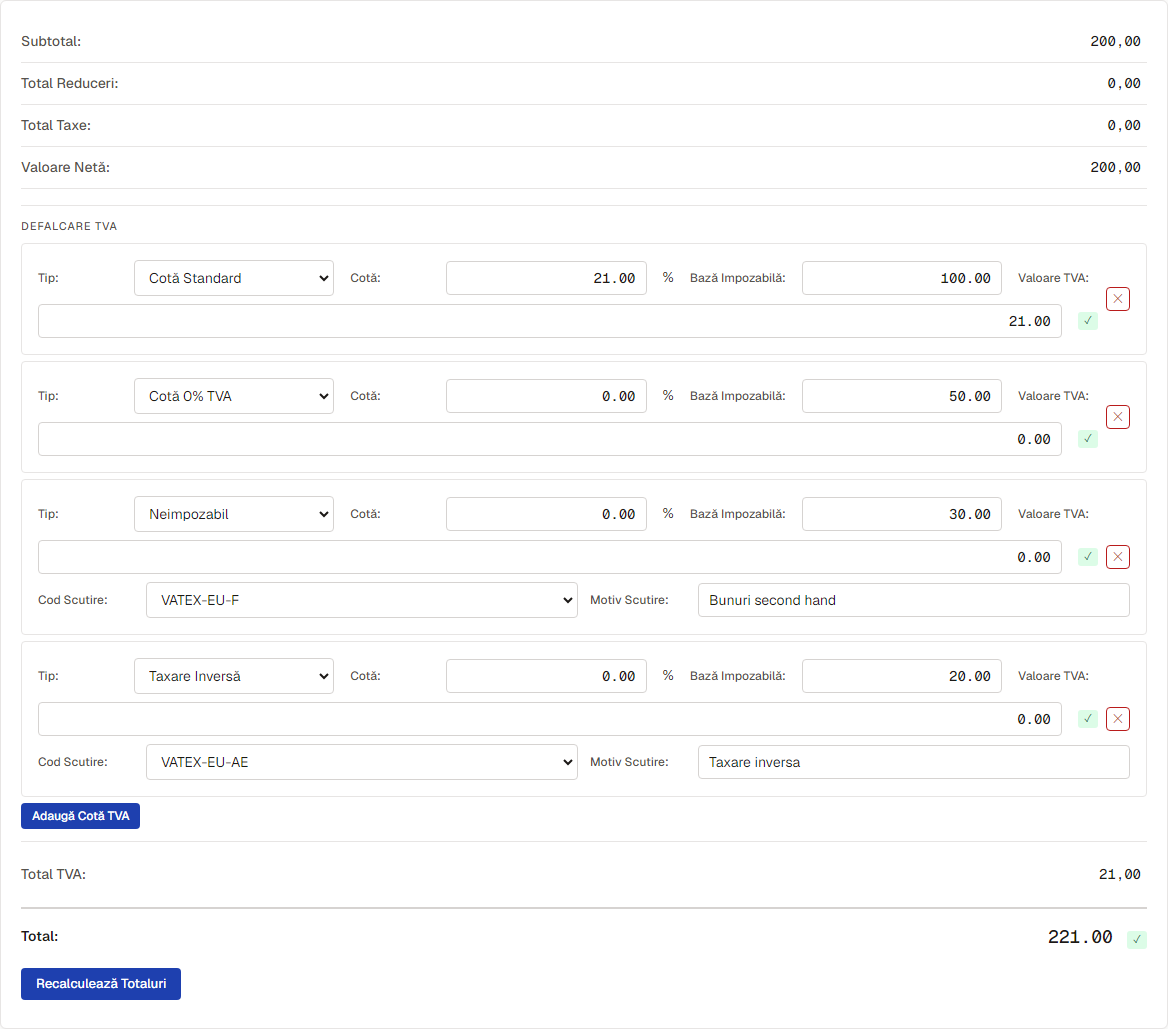 Subtotal: 200,00
Total Reduceri: 0,00
Total Taxe: 0,00
Valoare Netă: 200,00
DEFALCARE TVA
Tip: Cotă Standard Cotă: 21.00 % Bază Impozabilă: 100.00 Valoare TVA:
21.00 ✓
Tip: Cotă 0% TVA Cotă: 0.00 % Bază Impozabilă: 50.00 Valoare TVA:
0.00 ✓
Tip: Neimpozabil Cotă: 0.00 % Bază Impozabilă: 30.00 Valoare TVA:
0.00 ✓
Cod Scutire: VATEX-EU-F Motiv Scutire: Bunuri second hand
Tip: Taxare Inversă Cotă: 0.00 % Bază Impozabilă: 20.00 Valoare TVA:
0.00 ✓
Cod Scutire: VATEX-EU-AE Motiv Scutire: Taxare inversa
Adaugă Cotă TVA
Total TVA: 21,00
Total: 221.00 ✓
Recalculează Totaluri